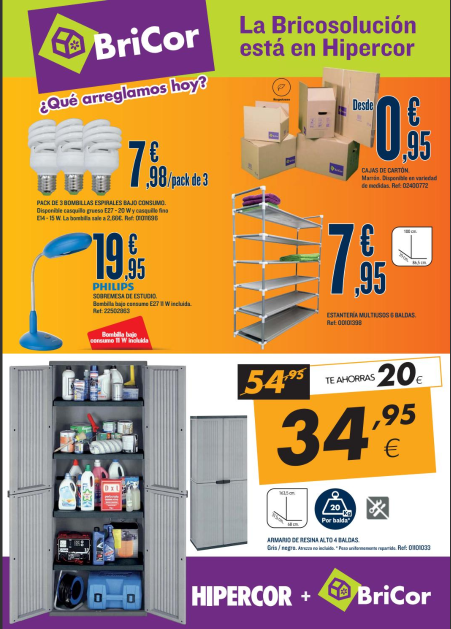 BriCor
La Bricosolución
está en Hipercor
¿Qué arreglamos hoy?
7,98 €/pack de 3
PACK DE 3 BOMBILLAS ESPIRALES BAJO CONSUMO.
Disponible casquillo grueso E27 - 20 W y casquillo fino
E14 - 15 W. La bombilla sale a 2,66€. Ref: 0101698
Desde
0,95 €
CAJAS DE CARTÓN.
Marrón. Disponible en variedad
de medidas. Ref: 02400772
19,95 €
PHILIPS
SOBREMESA DE ESTUDIO.
Bombilla bajo consumo E27 11 W incluida.
Ref: 22502863
Bombilla bajo
consumo 11 W incluida
7,95 €
ESTANTERÍA MULTIUSOS 6 BALDAS.
Ref: 00101398
54,95
TE AHORRAS 20€
34,95 €
20 Kg
Por balda*
ARMARIO DE RESINA ALTO 4 BALDAS.
Gris / negro. Atrezzo no incluido. * Peso uniformemente repartido. Ref: 01101033
HIPERCOR + BriCor